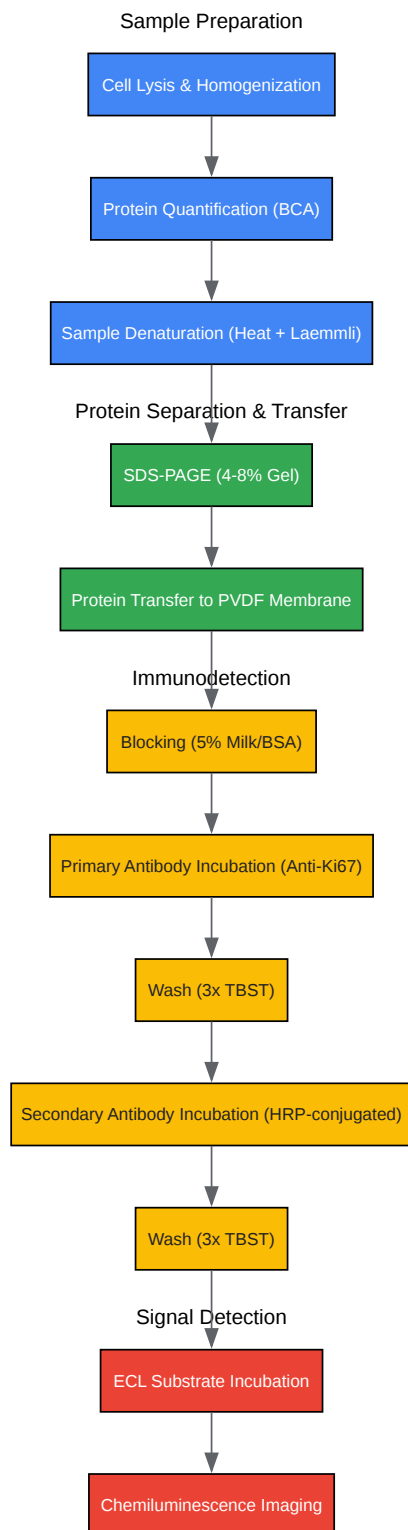 Sample Preparation
Cell Lysis & Homogenization
Protein Quantification (BCA)
Sample Denaturation (Heat + Laemmli)
Protein Separation & Transfer
SDS-PAGE (4-8% Gel)
Protein Transfer to PVDF Membrane
Immunodetection
Blocking (5% Milk/BSA)
Primary Antibody Incubation (Anti-Ki67)
Wash (3x TBST)
Secondary Antibody Incubation (HRP-conjugated)
Wash (3x TBST)
Signal Detection
ECL Substrate Incubation
Chemiluminescence Imaging